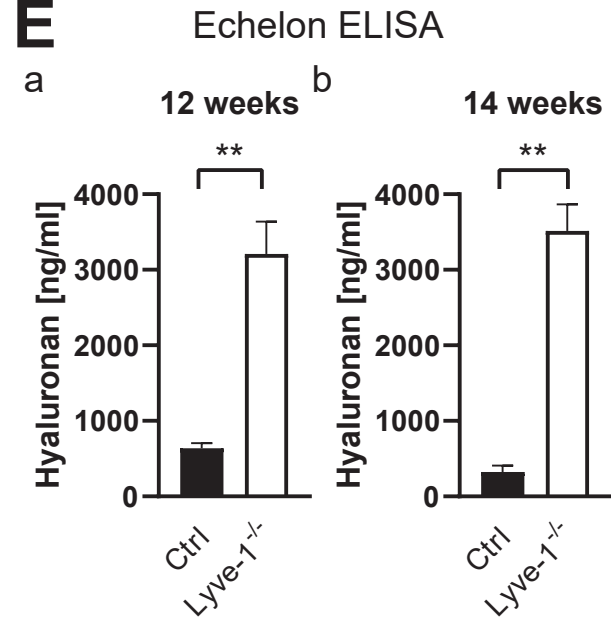 E
Echelon ELISA
a
12 weeks
**
Hyaluronan [ng/ml]
4000
3000
2000
1000
0
Ctrl
Lyve-1-/-
b
14 weeks
**
Hyaluronan [ng/ml]
4000
3000
2000
1000
0
Ctrl
Lyve-1-/-